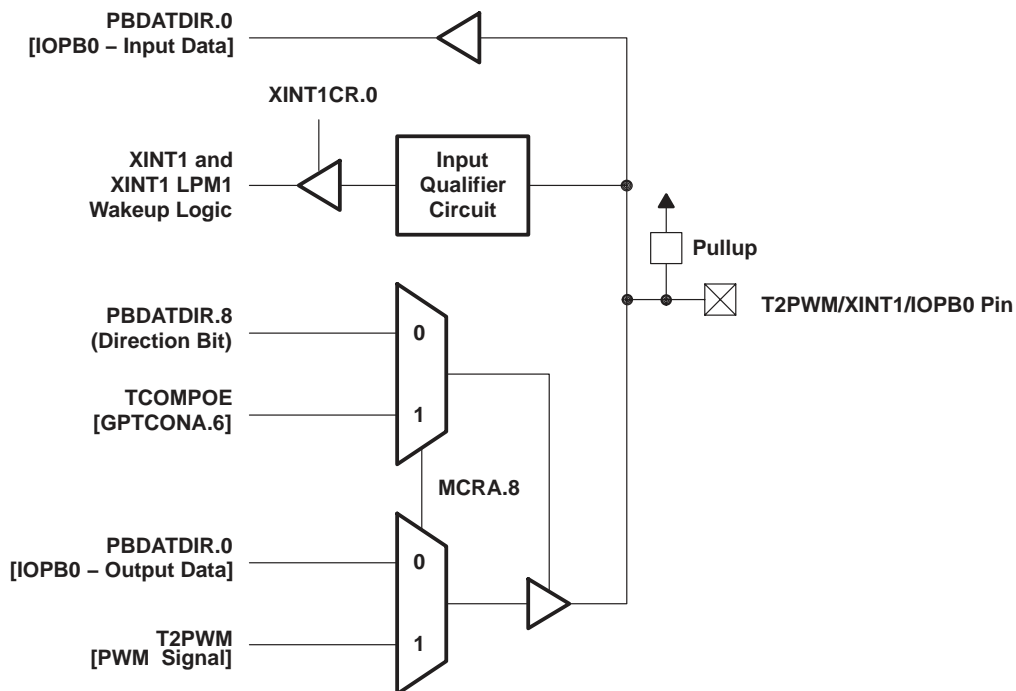 PBDATDIR.0
[IOPB0 – Input Data]
XINT1CR.0
XINT1 and
XINT1 LPM1
Wakeup Logic
Input
Qualifier
Circuit
Pullup
T2PWM/XINT1/IOPB0 Pin
PBDATDIR.8
(Direction Bit)
0
TCOMPOE
[GPTCONA.6]
1
MCRA.8
PBDATDIR.0
[IOPB0 – Output Data]
0
T2PWM
[PWM Signal]
1